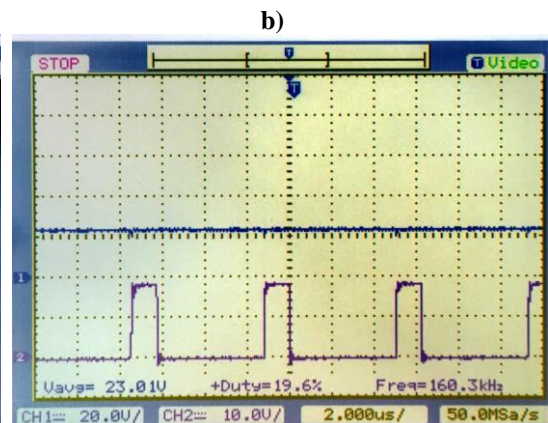 b)
STOP
T
T Video
T
1
2
Vavg= 23.01V +Duty=19.6% Freq=160.3kHz
CH1 20.0V/ CH2 10.0V/ 2.000us/ 50.0MSa/s